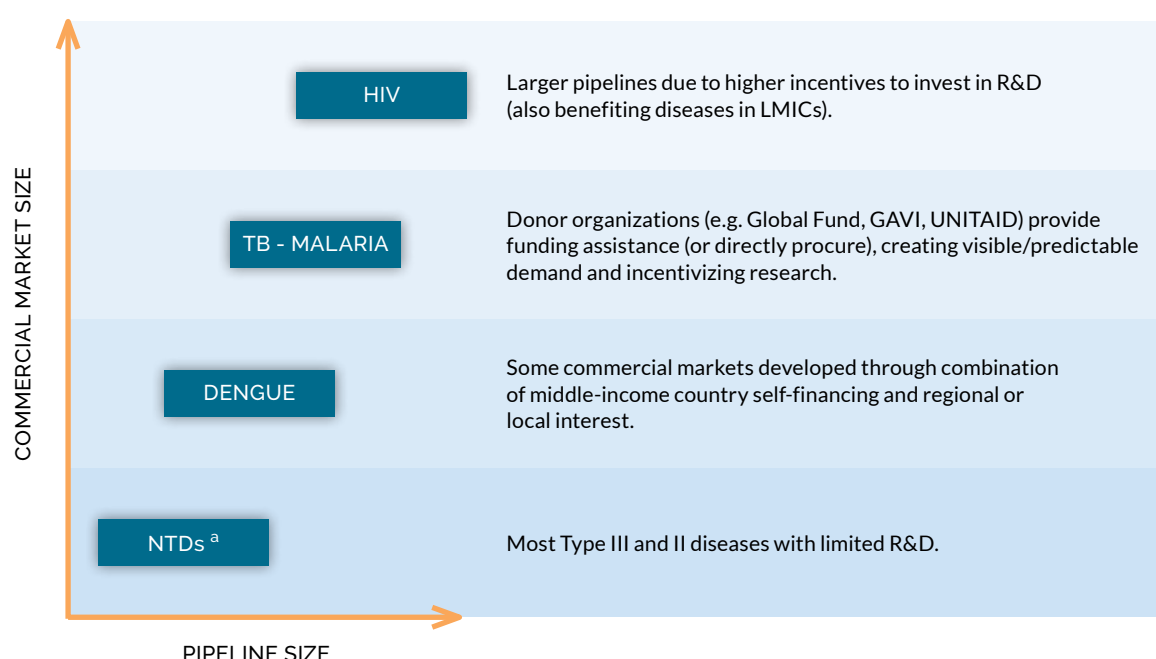 COMMERCIAL MARKET SIZE
HIV
Larger pipelines due to higher incentives to invest in R&D
(also benefiting diseases in LMICs).
TB - MALARIA
Donor organizations (e.g. Global Fund, GAVI, UNITAID) provide
funding assistance (or directly procure), creating visible/predictable
demand and incentivizing research.
DENGUE
Some commercial markets developed through combination
of middle-income country self-financing and regional or
local interest.
NTDs a
Most Type III and II diseases with limited R&D.
PIPELINE SIZE